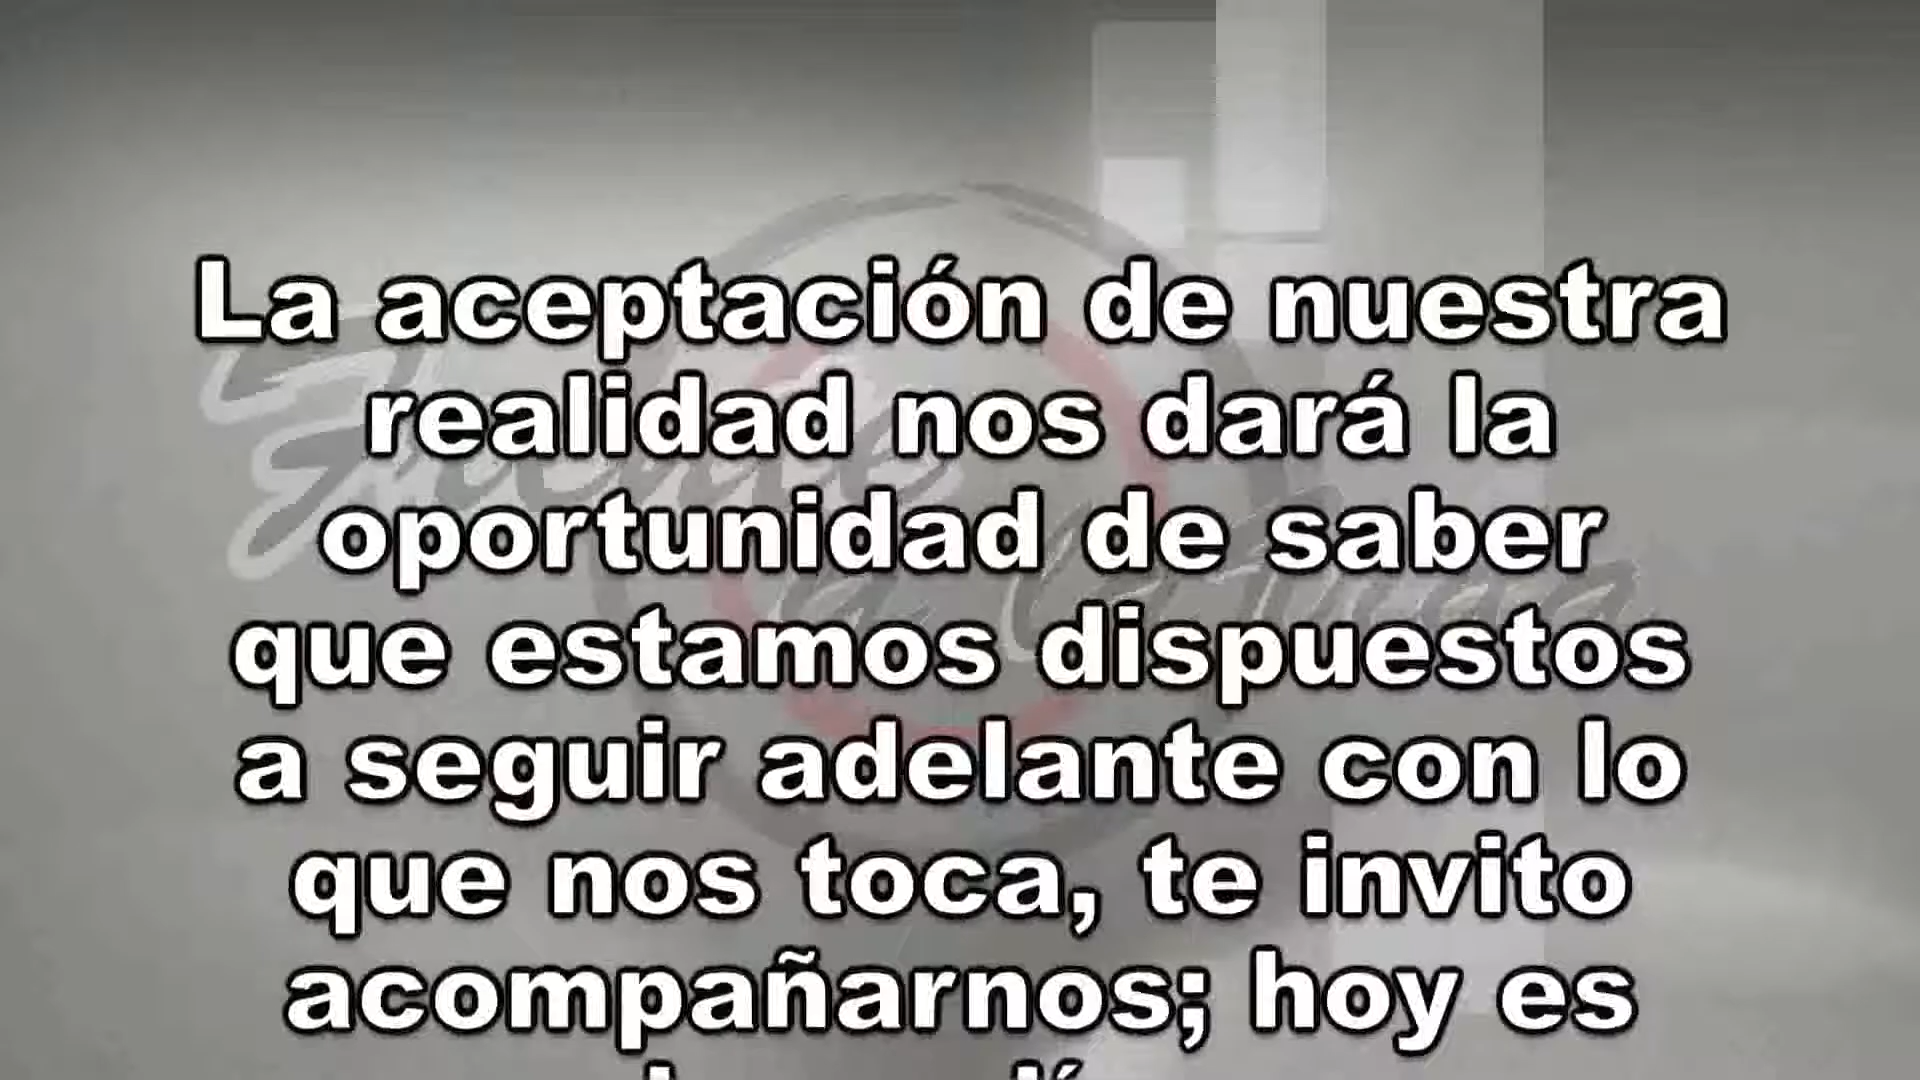 La aceptación de nuestra
realidad nos dará la
oportunidad de saber
que estamos dispuestos
a seguir adelante con lo
que nos toca, te invito
acompañarnos; hoy es